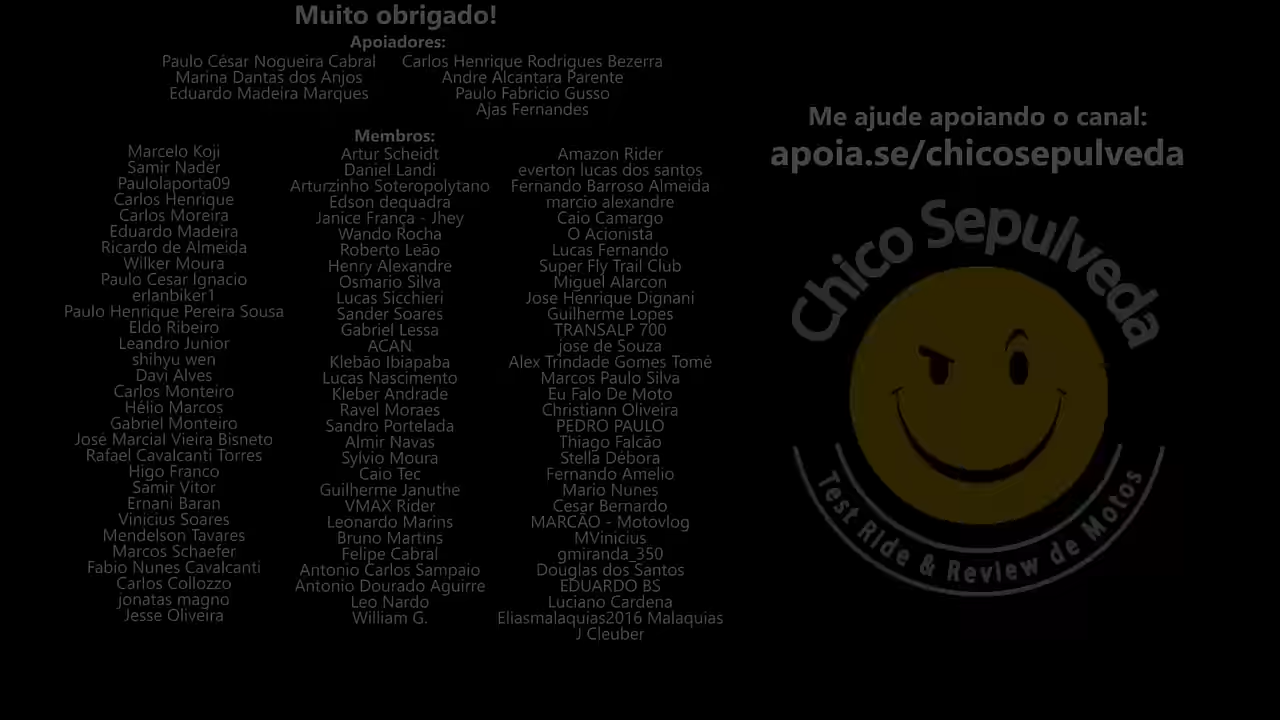 Muito obrigado!
Apoiadores:
Paulo César Nogueira Cabral
Marina Dantas dos Anjos
Eduardo Madeira Marques
Carlos Henrique Rodrigues Bezerra
Andre Alcantara Parente
Paulo Fabricio Gusso
Ajas Fernandes
Membros:
Marcelo Koji
Samir Nader
Paulolaporta09
Carlos Henrique
Carlos Moreira
Eduardo Madeira
Ricardo de Almeida
Wilker Moura
Paulo Cesar Ignacio
erlanbiker1
Paulo Henrique Pereira Sousa
Eldo Ribeiro
Leandro Junior
shihyu wen
Davi Alves
Carlos Monteiro
Hélio Marcos
Gabriel Monteiro
José Marcial Vieira Bisneto
Rafael Cavalcanti Torres
Higo Franco
Samir Vitor
Ernani Baran
Vinicius Soares
Mendelson Tavares
Marcos Schaefer
Fabio Nunes Cavalcanti
Carlos Collozzo
jonatas magno
Jesse Oliveira
Artur Scheidt
Daniel Landi
Arturzinho Soteropolytano
Edson dequadra
Janice França - Jhey
Wando Rocha
Roberto Leão
Henry Alexandre
Osmario Silva
Lucas Sicchieri
Sander Soares
Gabriel Lessa
ACAN
Klebão Ibiapaba
Lucas Nascimento
Kleber Andrade
Ravel Moraes
Sandro Portelada
Almir Navas
Sylvio Moura
Caio Tec
Guilherme Januthe
VMAX Rider
Leonardo Marins
Bruno Martins
Felipe Cabral
Antonio Carlos Sampaio
Antonio Dourado Aguirre
Leo Nardo
William G.
Amazon Rider
everton lucas dos santos
Fernando Barroso Almeida
marcio alexandre
Caio Camargo
O Acionista
Lucas Fernando
Super Fly Trail Club
Miguel Alarcon
Jose Henrique Dignani
Guilherme Lopes
TRANSALP 700
jose de Souza
Alex Trindade Gomes Tomé
Marcos Paulo Silva
Eu Falo De Moto
Christiann Oliveira
PEDRO PAULO
Thiago Falcão
Stella Débora
Fernando Amelio
Mario Nunes
Cesar Bernardo
MARCÃO - Motovlog
MVinicius
gmiranda_350
Douglas dos Santos
EDUARDO BS
Luciano Cardena
Eliasmalaquias2016 Malaquias
J Cleuber
Me ajude apoiando o canal:
apoia.se/chicosepulveda
Chico Sepulveda
Test Ride & Review de Motos